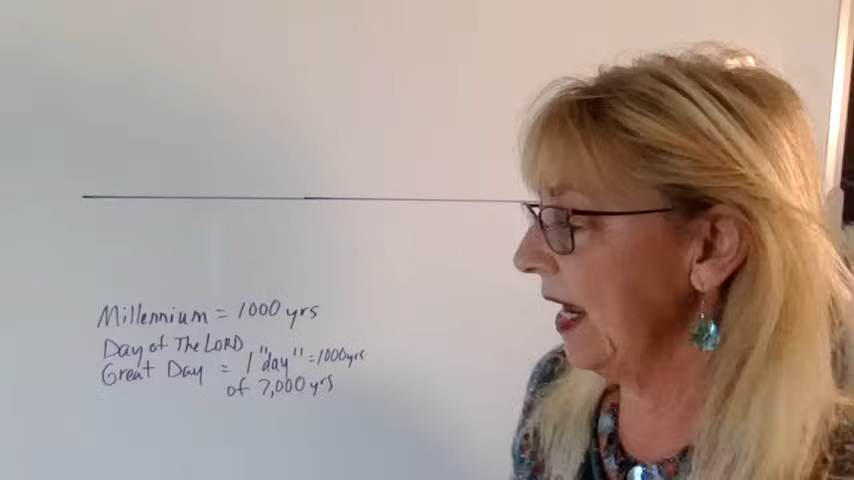 Millennium = 1000 yrs
Day of The LORD
Great Day = 1 "day" = 1000 yrs
of 7,000 yrs